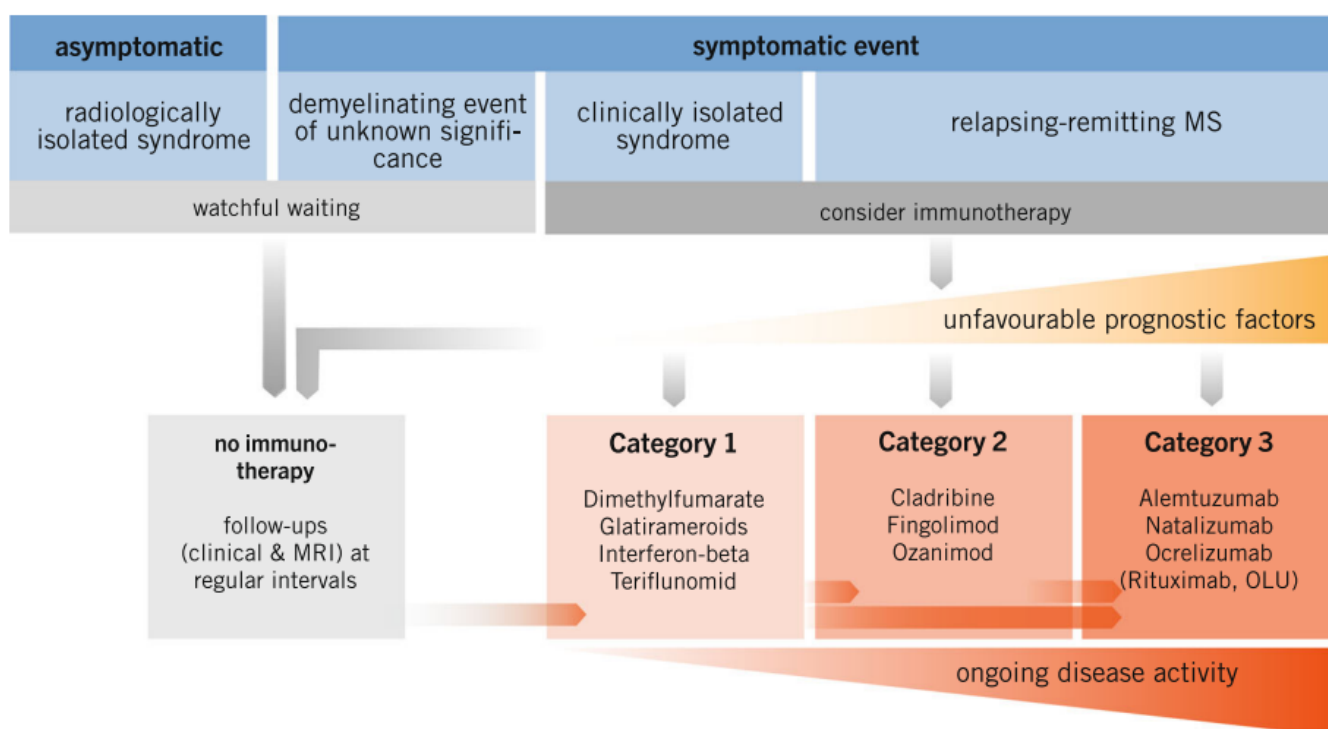 asymptomatic
symptomatic event
radiologically
isolated syndrome
demyelinating event
of unknown signifi-
cance
clinically isolated
syndrome
relapsing-remitting MS
watchful waiting
consider immunotherapy
unfavourable prognostic factors
no immuno-
therapy
follow-ups
(clinical & MRI) at
regular intervals
Category 1
Dimethylfumarate
Glatirameroids
Interferon-beta
Teriflunomid
Category 2
Cladribine
Fingolimod
Ozanimod
Category 3
Alemtuzumab
Natalizumab
Ocrelizumab
(Rituximab, OLU)
ongoing disease activity